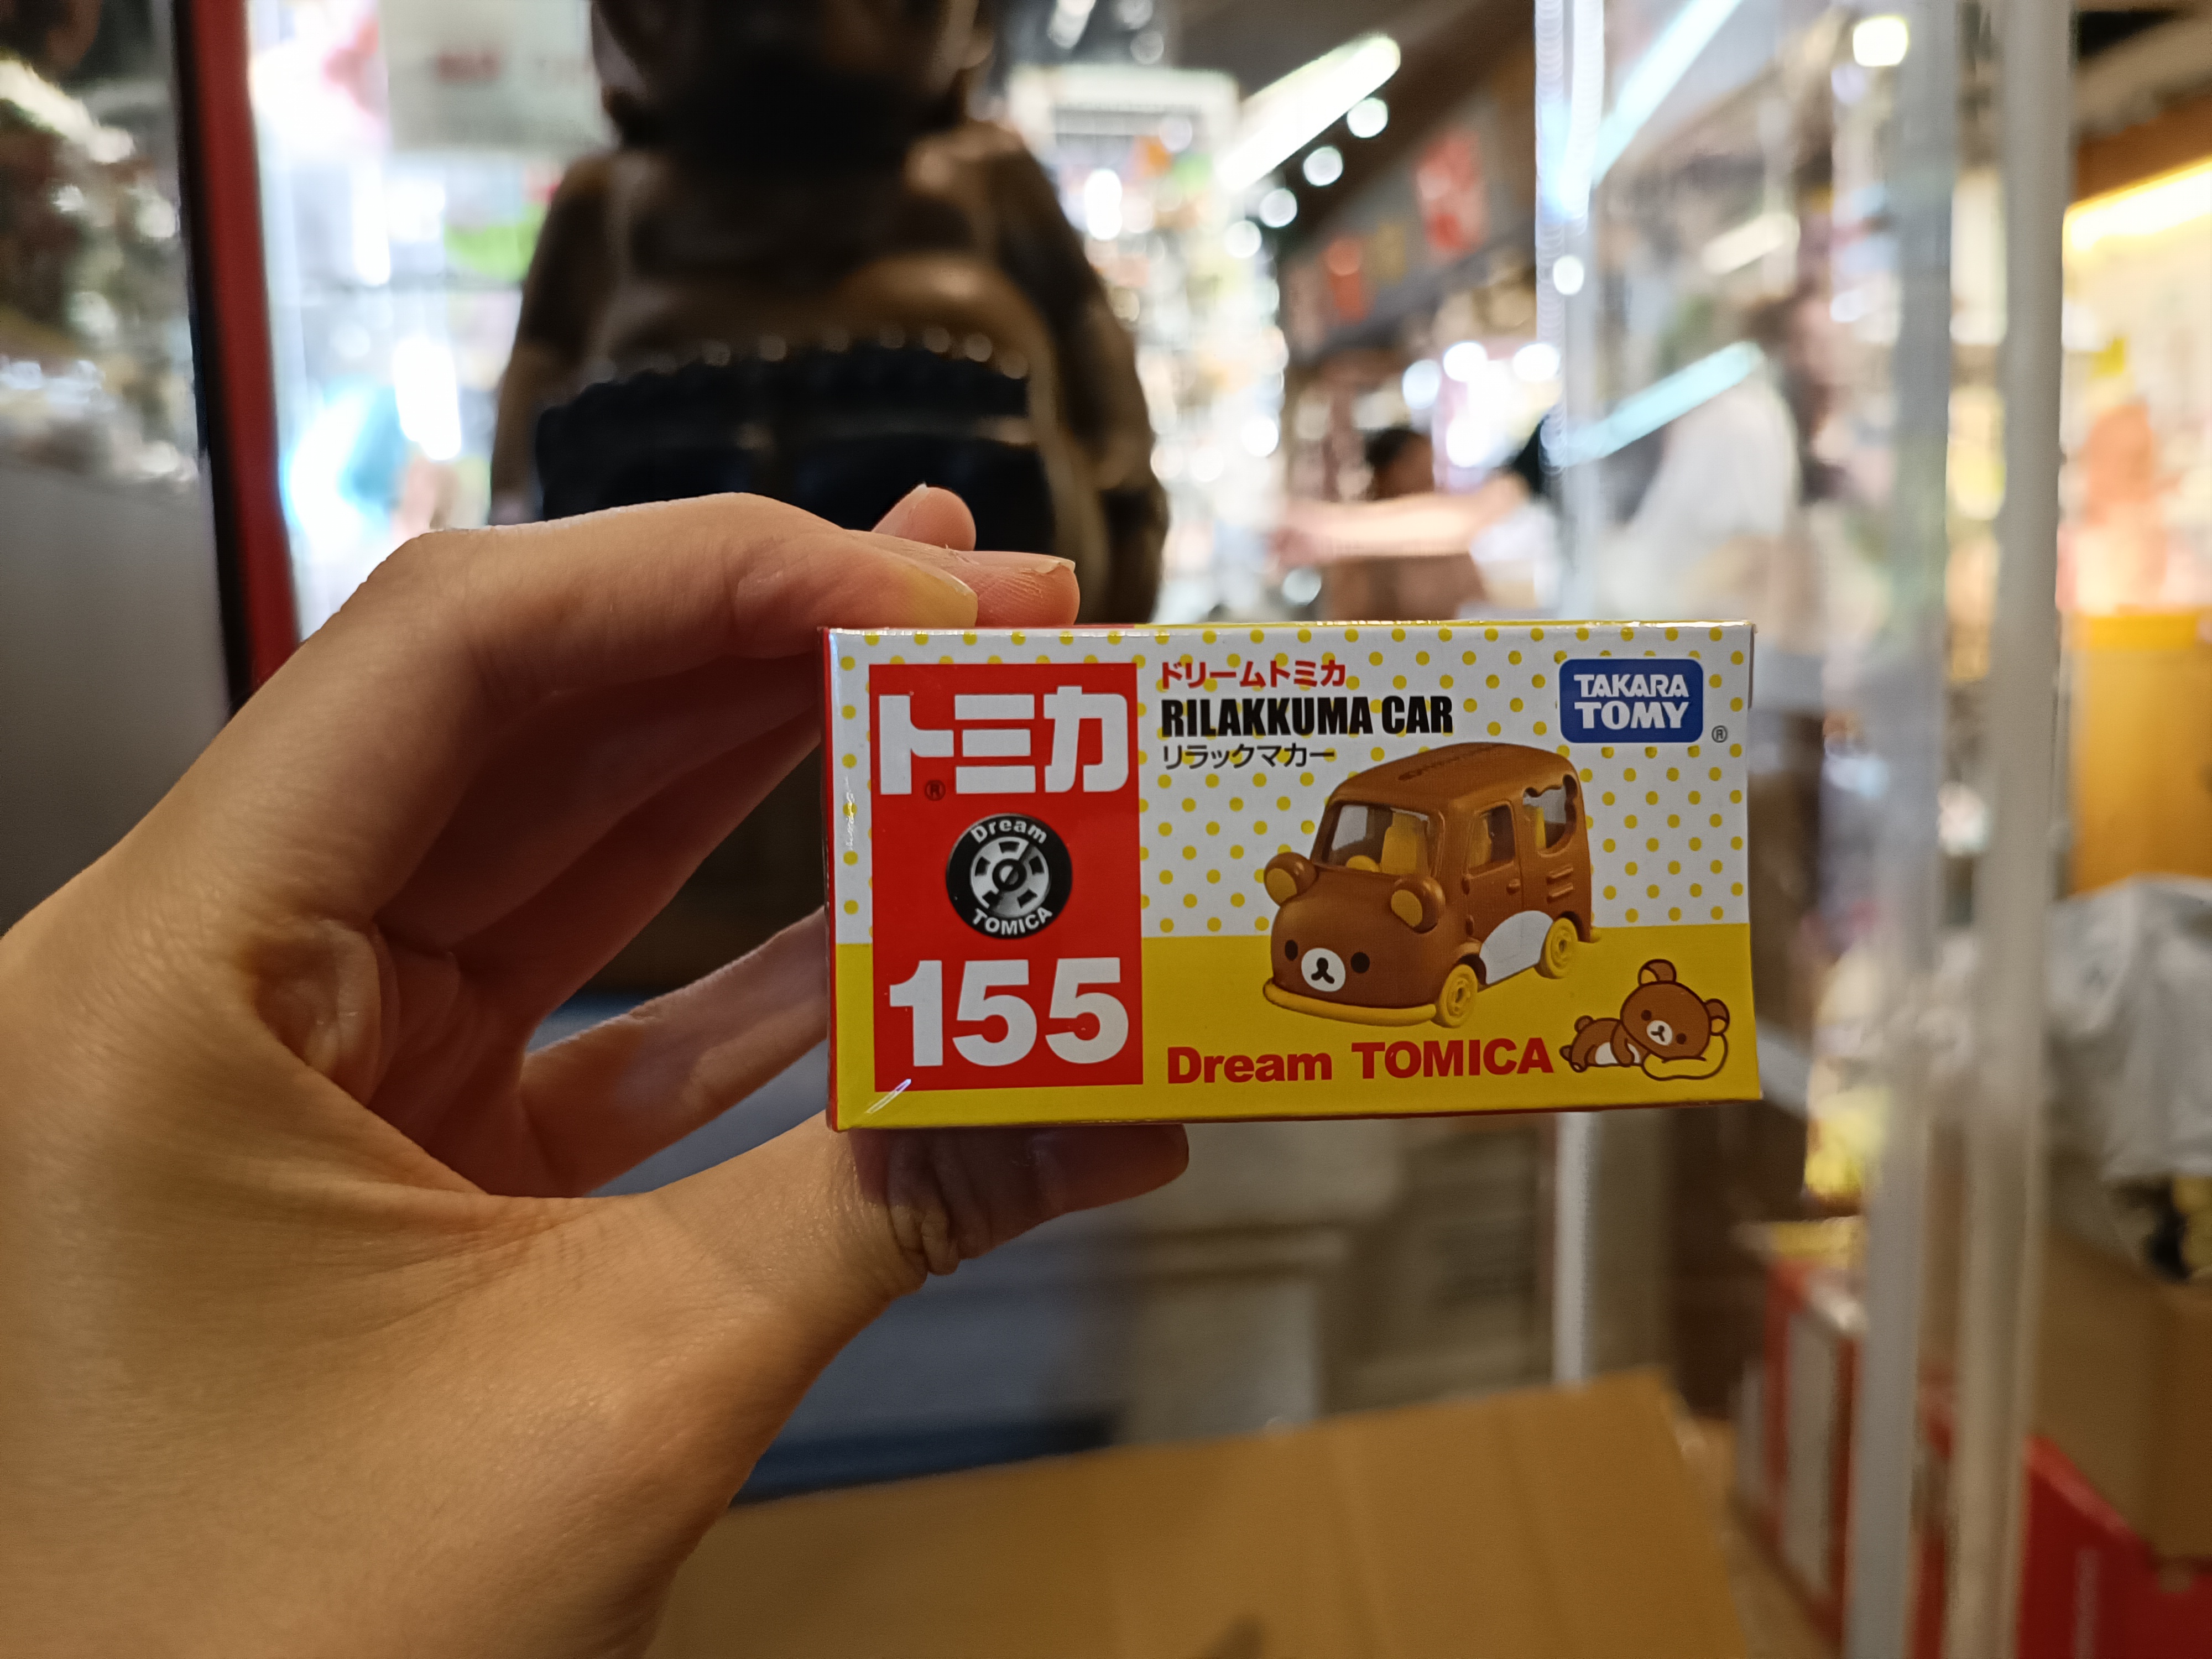 トミカ
®
Dream
TOMICA
155
ドリームトミカ
RILAKKUMA CAR
リラックマカー
TAKARA
TOMY
®
Dream TOMICA